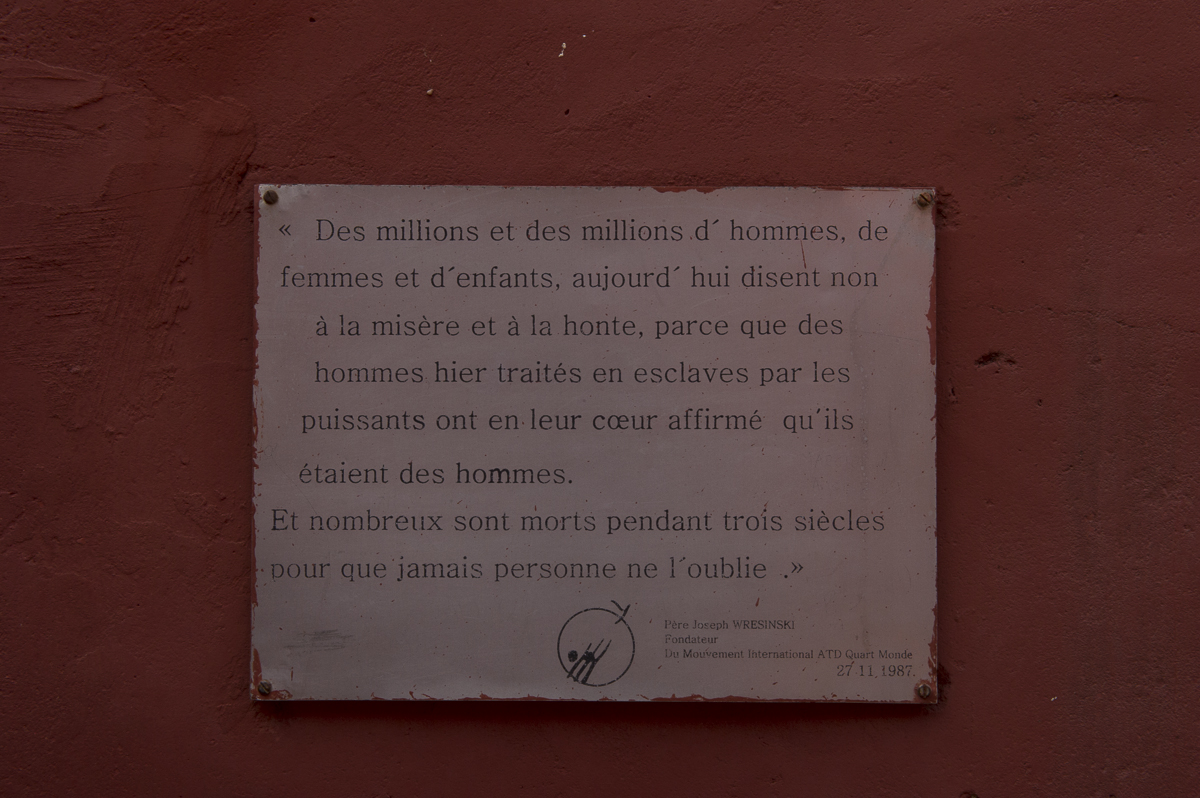 «  Des millions et des millions d´ hommes, de
femmes et d´enfants, aujourd´ hui disent non
à la misère et à la honte, parce que des
hommes hier traités en esclaves par les
puissants ont en leur cœur affirmé  qu'ils
étaient des hommes.
Et nombreux sont morts pendant trois siècles
pour que jamais personne ne l´oublie .»
Père Joseph WRESINSKI
Fondateur
Du Mouvement International ATD Quart Monde
27.11.1987.